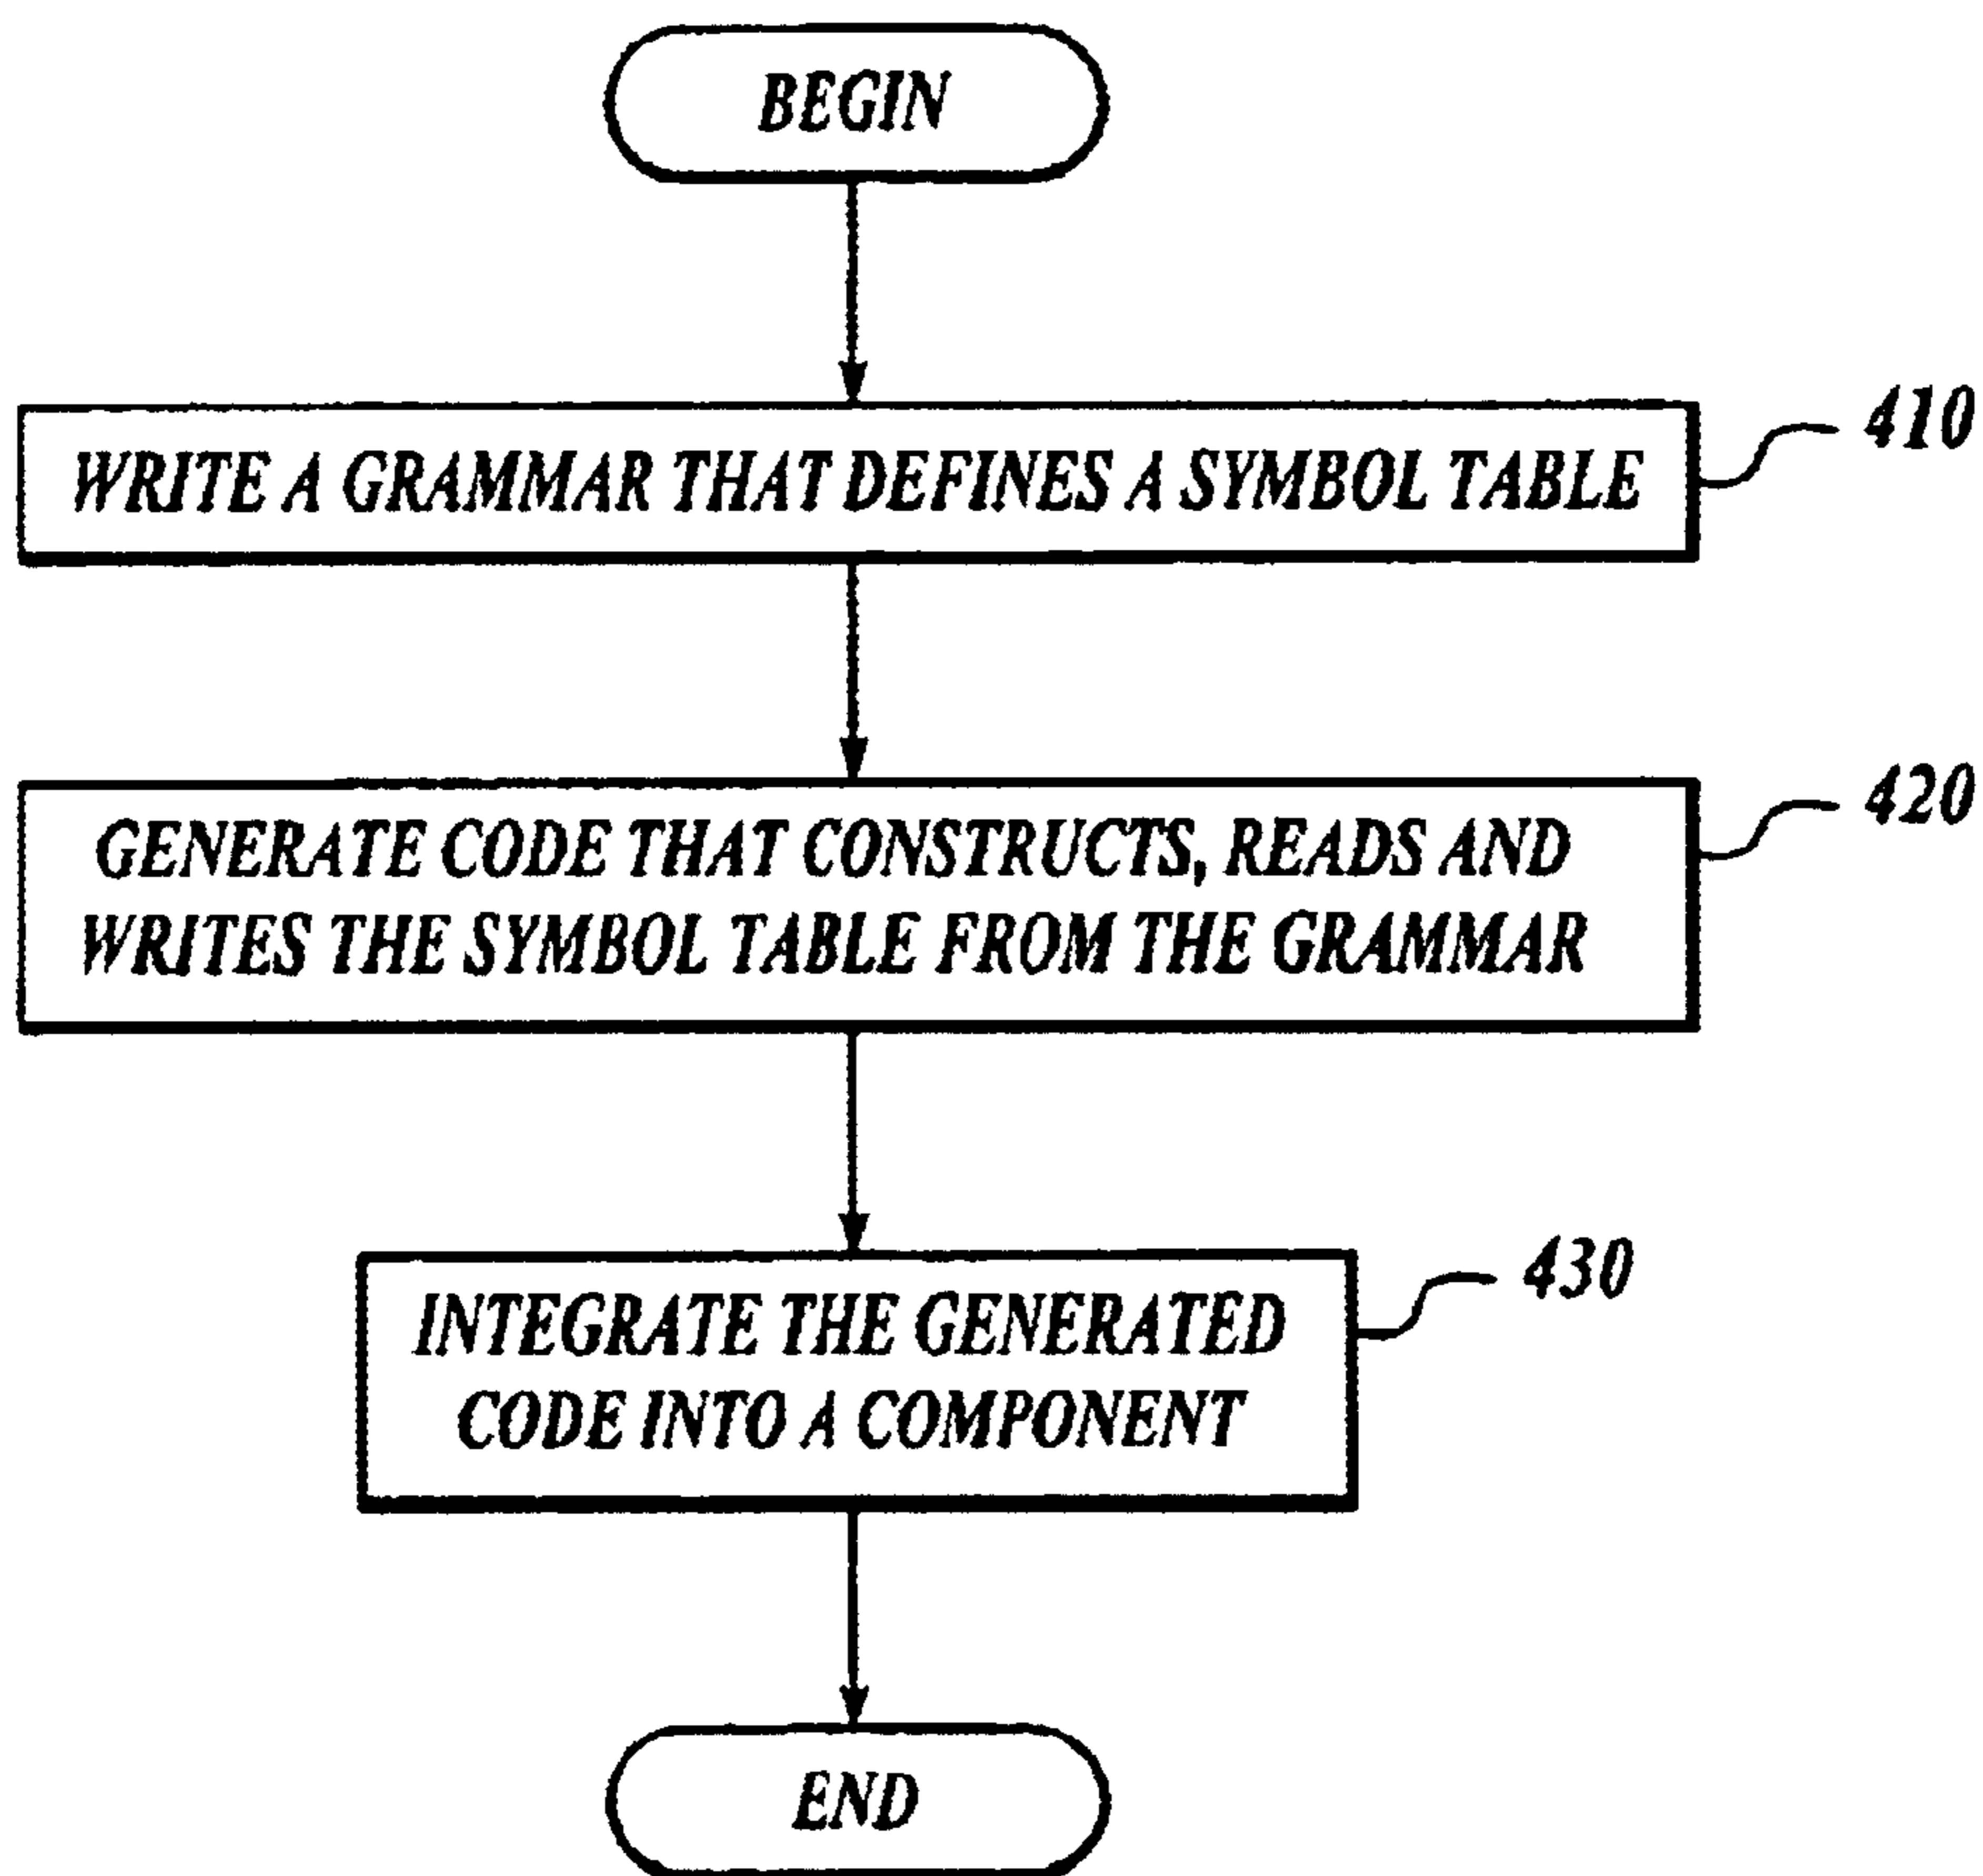 BEGIN
WRITE A GRAMMAR THAT DEFINES A SYMBOL TABLE
410
GENERATE CODE THAT CONSTRUCTS, READS AND
WRITES THE SYMBOL TABLE FROM THE GRAMMAR
420
INTEGRATE THE GENERATED
CODE INTO A COMPONENT
430
END